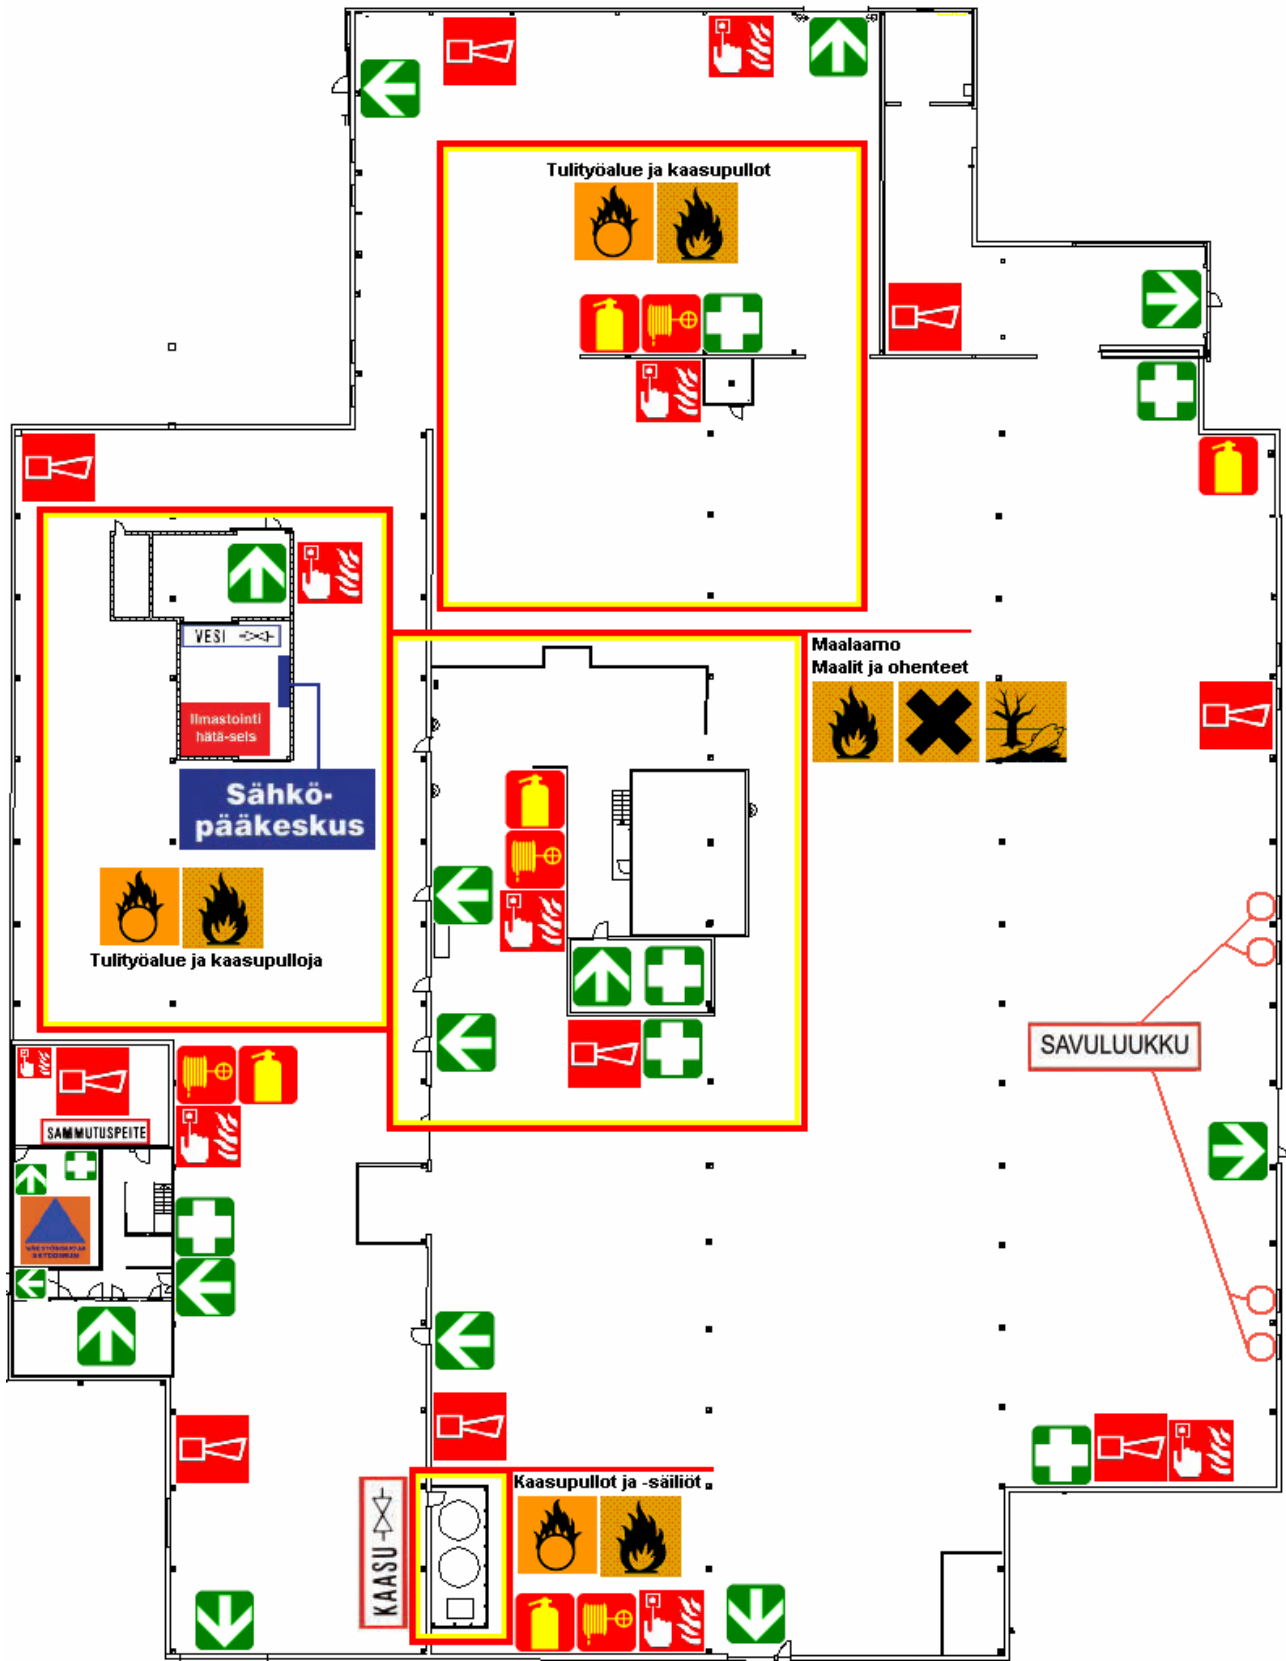 Tulityöalue ja kaasupullot
VESI
Ilmastointi
hätä-seis
Sähkö-
pääkeskus
Tulityöalue ja kaasupulloja
Maalaamo
Maalit ja ohenteet
SAVULUUKKU
SAMMUTUSPEITE
KAASU
Kaasupullot ja -säiliöt